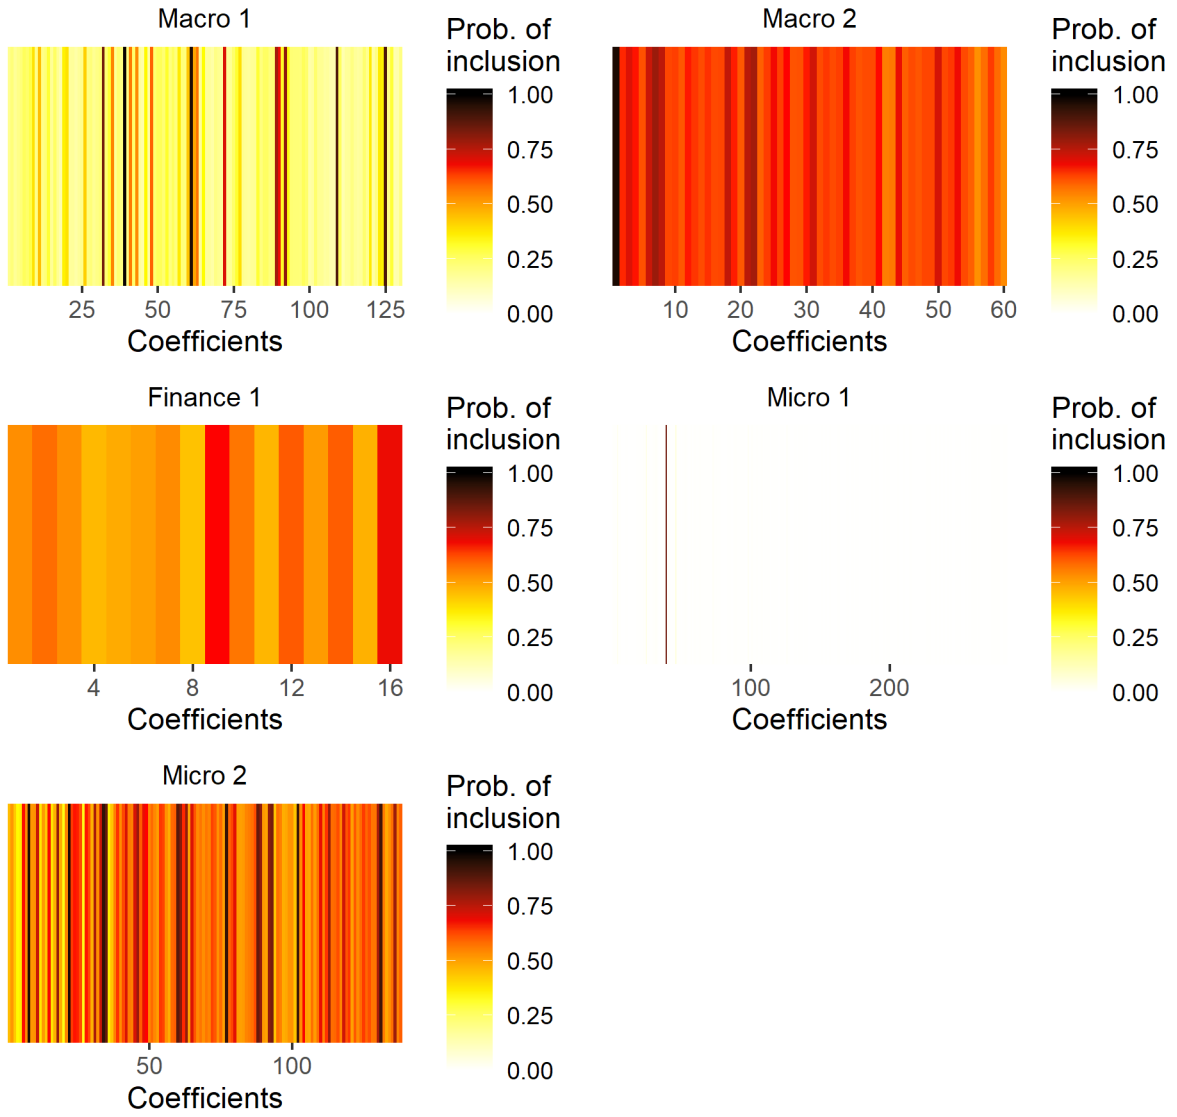 Macro 1
Prob. of
inclusion
1.00
0.75
0.50
0.25
0.00
25 50 75 100 125
Coefficients
Macro 2
Prob. of
inclusion
1.00
0.75
0.50
0.25
0.00
10 20 30 40 50 60
Coefficients
Finance 1
Prob. of
inclusion
1.00
0.75
0.50
0.25
0.00
4 8 12 16
Coefficients
Micro 1
Prob. of
inclusion
1.00
0.75
0.50
0.25
0.00
100 200
Coefficients
Micro 2
Prob. of
inclusion
1.00
0.75
0.50
0.25
0.00
50 100
Coefficients